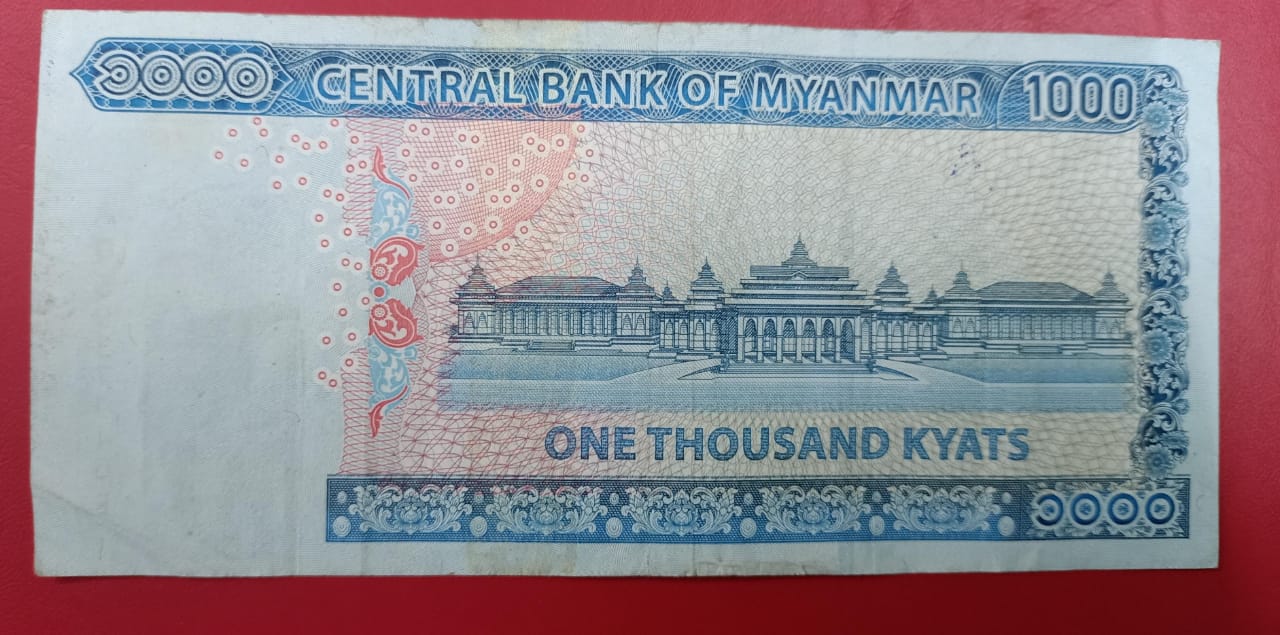 ၁၀၀၀ CENTRAL BANK OF MYANMAR 1000
ONE THOUSAND KYATS
၁၀၀၀